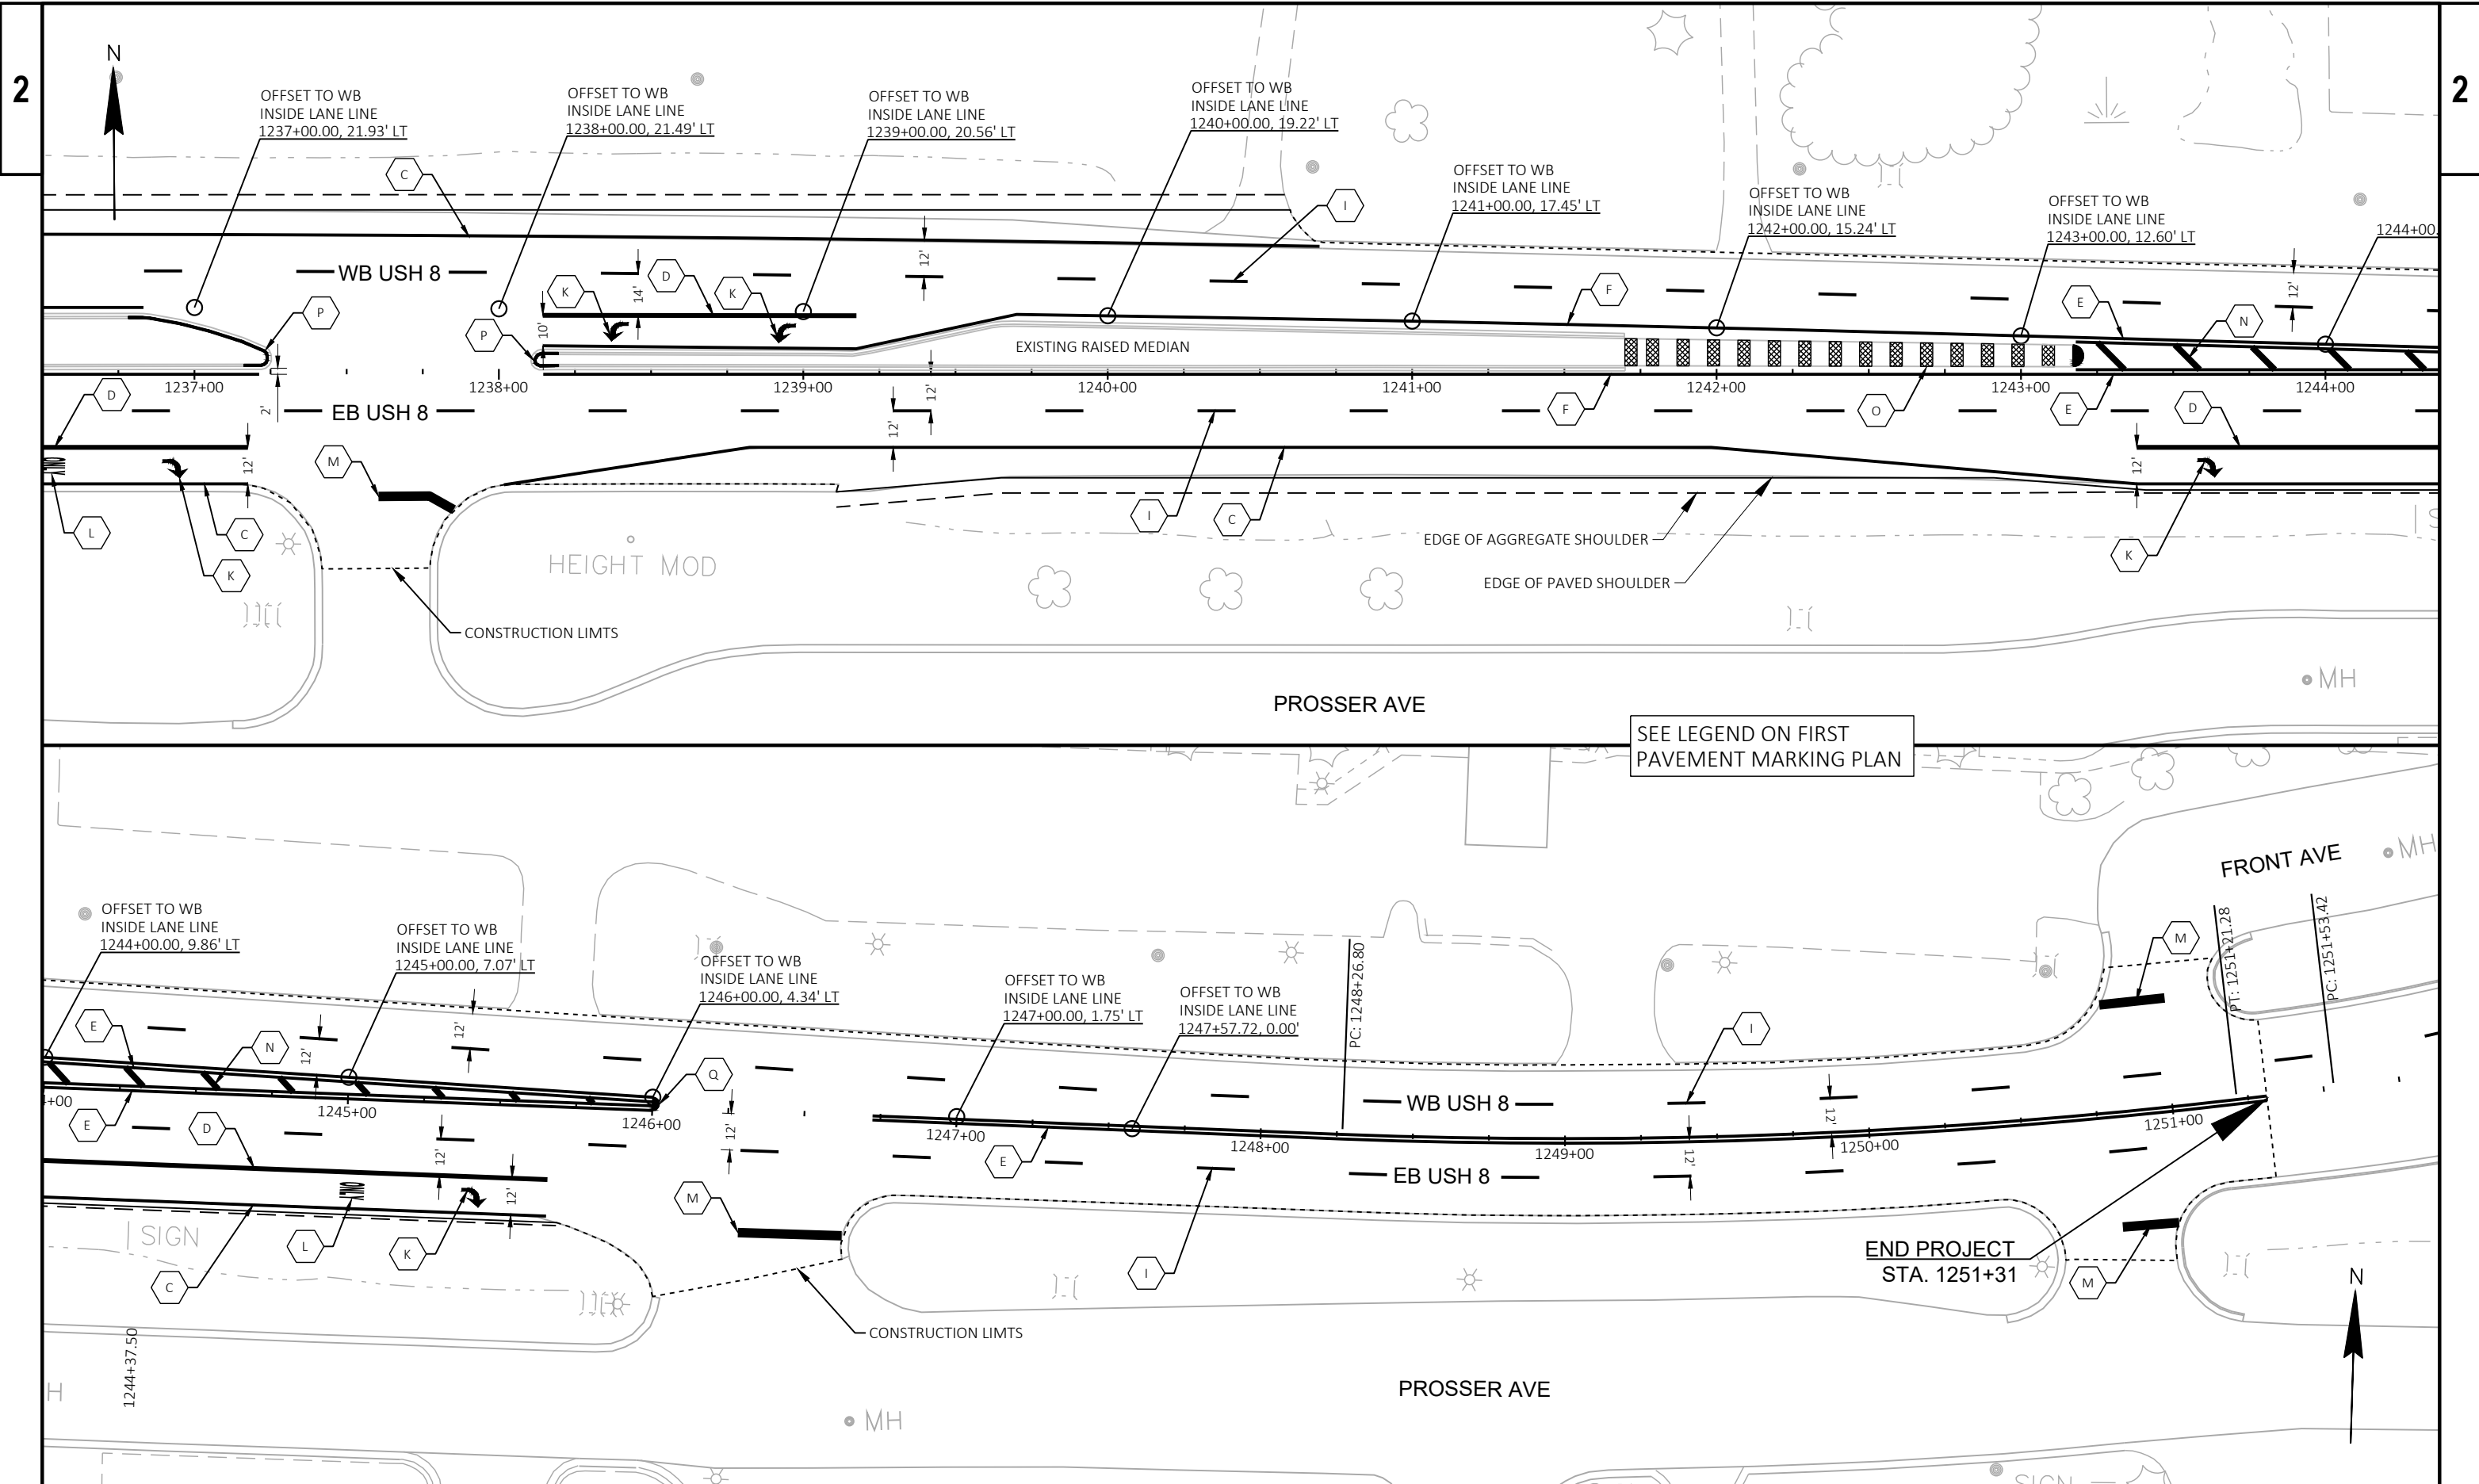 2
2
N
OFFSET TO WB
INSIDE LANE LINE
1237+00.00, 21.93' LT
OFFSET TO WB
INSIDE LANE LINE
1238+00.00, 21.49' LT
OFFSET TO WB
INSIDE LANE LINE
1239+00.00, 20.56' LT
OFFSET TO WB
INSIDE LANE LINE
1240+00.00, 19.22' LT
OFFSET TO WB
INSIDE LANE LINE
1241+00.00, 17.45' LT
OFFSET TO WB
INSIDE LANE LINE
1242+00.00, 15.24' LT
OFFSET TO WB
INSIDE LANE LINE
1243+00.00, 12.60' LT
1244+00.
C
I
12'
WB USH 8
K
14'
D
K
F
E
N
12'
P
P
10'
EXISTING RAISED MEDIAN
1237+00
1238+00
1239+00
1240+00
1241+00
1242+00
1243+00
1244+00
D
2'
EB USH 8
12'
12'
F
O
E
D
M
12'
12'
L
C
K
I
C
K
EDGE OF AGGREGATE SHOULDER
EDGE OF PAVED SHOULDER
HEIGHT MOD
CONSTRUCTION LIMTS
MH
PROSSER AVE
SEE LEGEND ON FIRST
PAVEMENT MARKING PLAN
FRONT AVE
MH
OFFSET TO WB
INSIDE LANE LINE
1244+00.00, 9.86' LT
OFFSET TO WB
INSIDE LANE LINE
1245+00.00, 7.07' LT
OFFSET TO WB
INSIDE LANE LINE
1246+00.00, 4.34' LT
OFFSET TO WB
INSIDE LANE LINE
1247+00.00, 1.75' LT
OFFSET TO WB
INSIDE LANE LINE
1247+57.72, 0.00'
PC: 1248+26.80
PT: 1251+21.28
PC: 1251+53.42
M
E
N
12'
12'
Q
I
WB USH 8
12'
+00
1245+00
1246+00
1247+00
1248+00
1249+00
1250+00
1251+00
E
D
12'
12'
12'
E
12'
EB USH 8
M
SIGN
L
K
C
I
END PROJECT
STA. 1251+31
M
N
CONSTRUCTION LIMTS
1244+37.50
H
PROSSER AVE
MH
SIGN